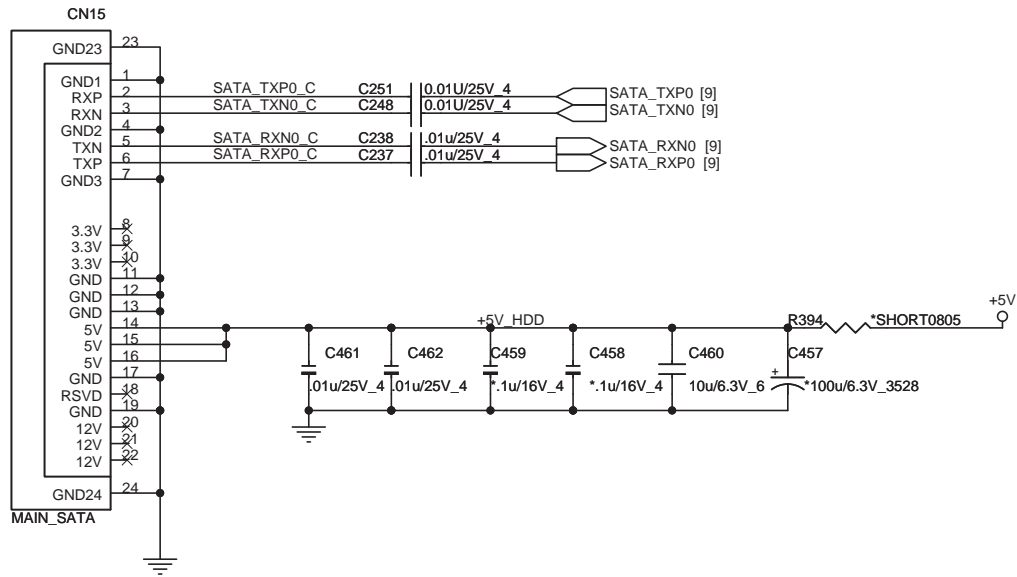 CN15
GND23 23
GND1 1
RXP 2 SATA_TXP0_C C251 0.01U/25V_4 SATA_TXP0 [9]
RXN 3 SATA_TXN0_C C248 0.01U/25V_4 SATA_TXN0 [9]
GND2 4
TXN 5 SATA_RXN0_C C238 .01u/25V_4 SATA_RXN0 [9]
TXP 6 SATA_RXP0_C C237 .01u/25V_4 SATA_RXP0 [9]
GND3 7
3.3V 8
3.3V 9
3.3V 10
GND 11
GND 12
GND 13
5V 14 +5V_HDD R394 *SHORT0805 +5V
5V 15
5V 16
C461 C462 C459 C458 C460 C457
.01u/25V_4 .01u/25V_4 *.1u/16V_4 *.1u/16V_4 10u/6.3V_6 + *100u/6.3V_3528
GND 17
RSVD 18
GND 19
12V 20
12V 21
12V 22
GND24 24
MAIN_SATA